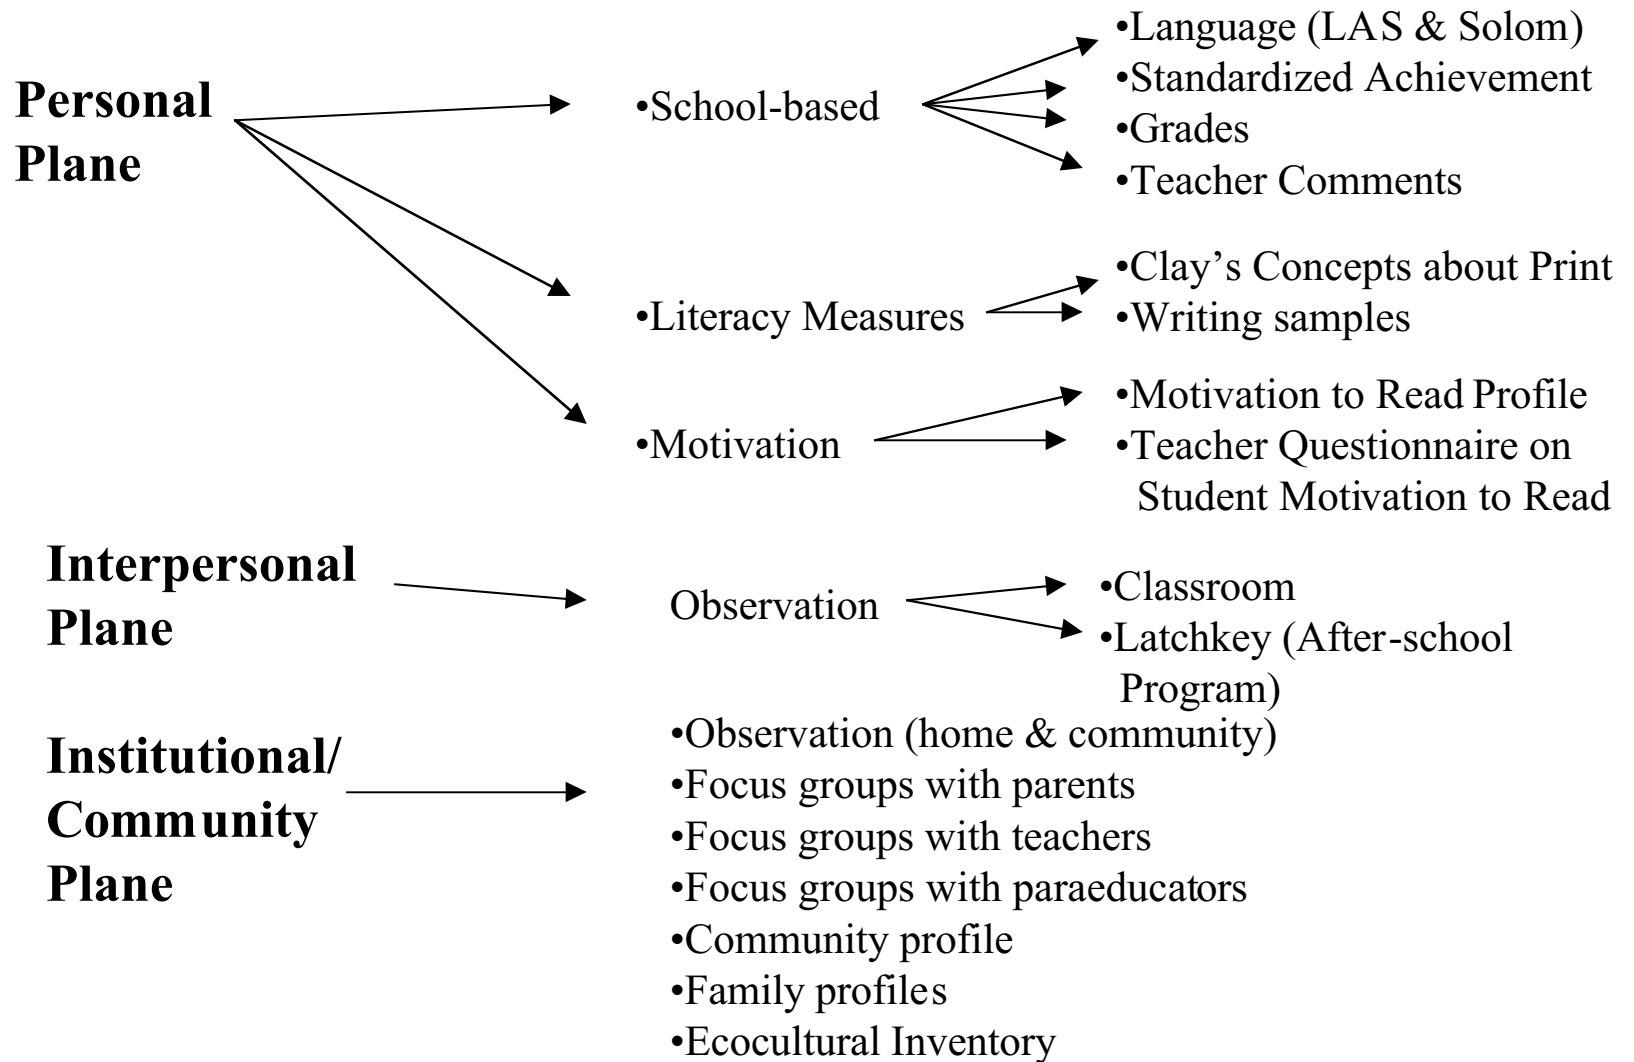 Personal
Plane
•School-based
•Language (LAS & Solom)
•Standardized Achievement
•Grades
•Teacher Comments
•Literacy Measures
•Clay’s Concepts about Print
•Writing samples
•Motivation
•Motivation to Read Profile
•Teacher Questionnaire on
Student Motivation to Read
Interpersonal
Plane
Observation
•Classroom
•Latchkey (After-school
Program)
Institutional/
Community
Plane
•Observation (home & community)
•Focus groups with parents
•Focus groups with teachers
•Focus groups with paraeducators
•Community profile
•Family profiles
•Ecocultural Inventory